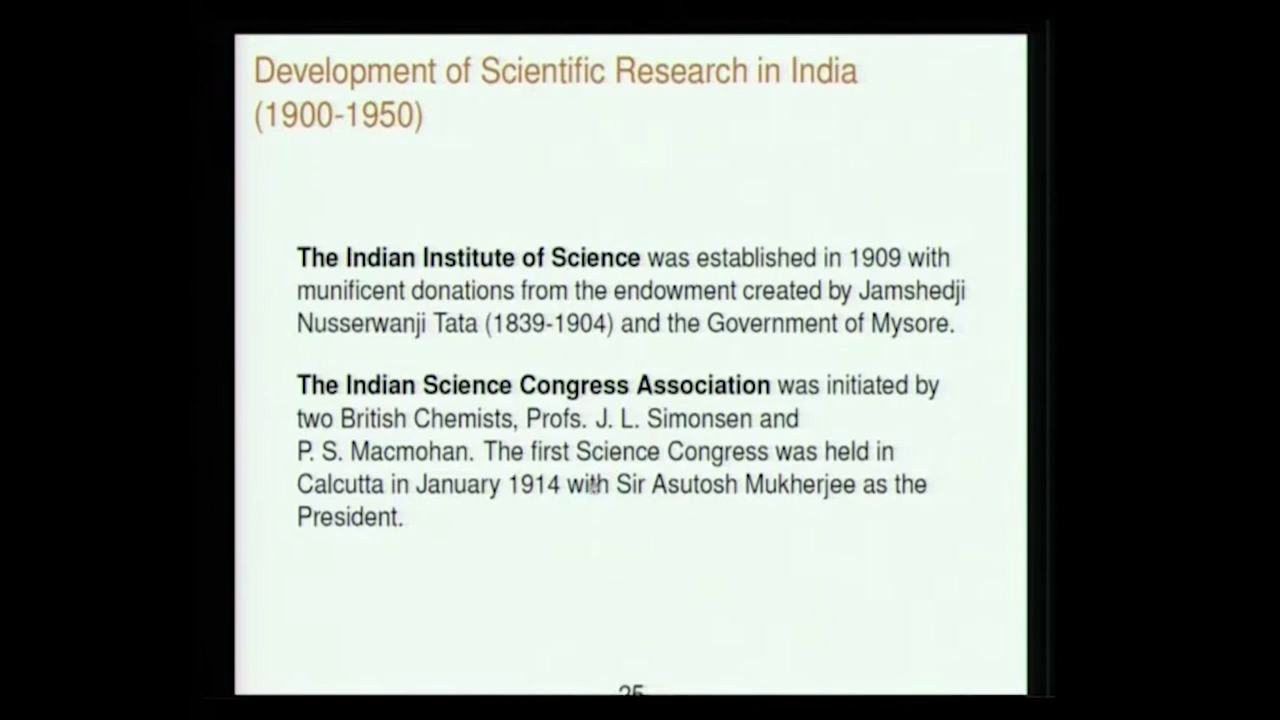 Development of Scientific Research in India
(1900-1950)
The Indian Institute of Science was established in 1909 with
munificent donations from the endowment created by Jamshedji
Nusserwanji Tata (1839-1904) and the Government of Mysore.
The Indian Science Congress Association was initiated by
two British Chemists, Profs. J. L. Simonsen and
P. S. Macmohan. The first Science Congress was held in
Calcutta in January 1914 with Sir Asutosh Mukherjee as the
President.
25